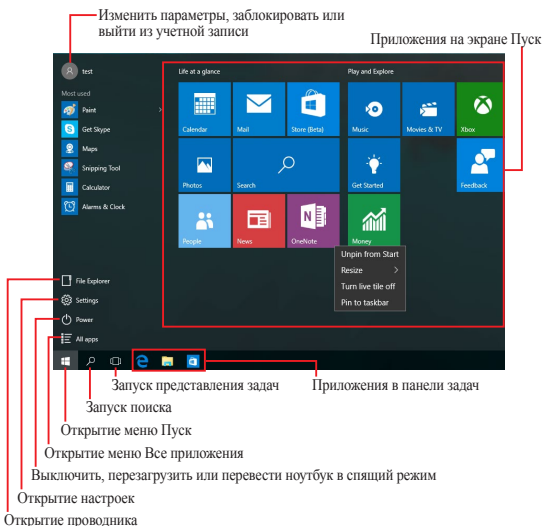 Изменить параметры, заблокировать или
выйти из учетной записи
Приложения на экране Пуск
test
Life at a glance
Play and Explore
Most used
Paint
Get Skype
Maps
Snipping Tool
Calculator
Alarms & Clock
Calendar
Mail
Store (Beta)
Music
Movies & TV
Xbox
Photos
Search
Get Started
Feedback
People
News
OneNote
Money
Unpin from Start
Resize
Turn live tile off
Pin to taskbar
File Explorer
Settings
Power
All apps
Запуск представления задач
Приложения в панели задач
Запуск поиска
Открытие меню Пуск
Открытие меню Все приложения
Выключить, перезагрузить или перевести ноутбук в спящий режим
Открытие настроек
Открытие проводника